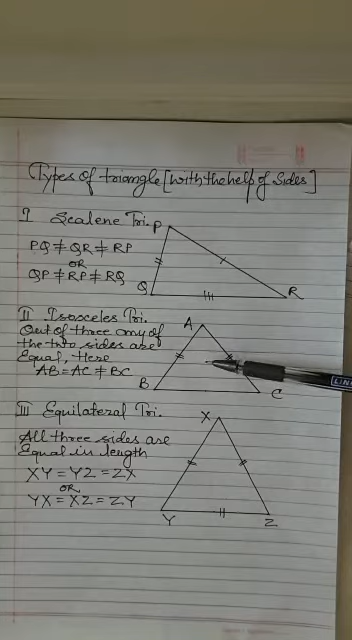 Types of triangle [with the help of Sides]
I Scalene Tri.
P
PQ ≠ QR ≠ RP
OR
QP ≠ RP ≠ RQ
Q
R
II Isosceles Tri.
A
Out of three any of
the two sides are
Equal, Here
AB = AC ≠ BC
B
C
LINC
III Equilateral Tri.
X
All three sides are
Equal in length
XY = YZ = ZX
OR
YX = XZ = ZY
Y
Z